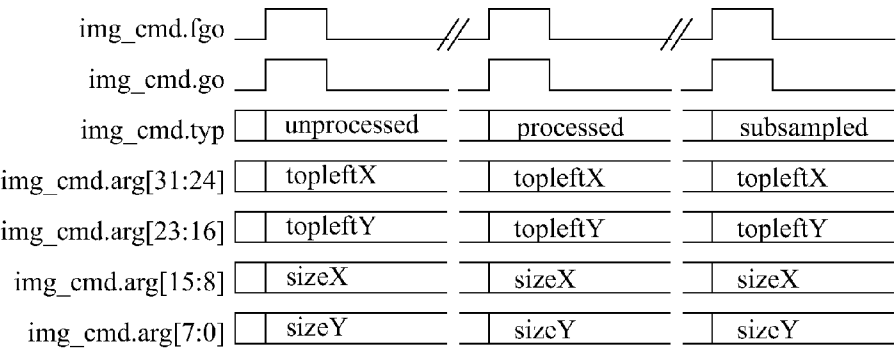 img_cmd.fgo
img_cmd.go
img_cmd.typ unprocessed processed subsampled
img_cmd.arg[31:24] topleftX topleftX topleftX
img_cmd.arg[23:16] topleftY topleftY topleftY
img_cmd.arg[15:8] sizeX sizeX sizeX
img_cmd.arg[7:0] sizeY sizeY sizeY